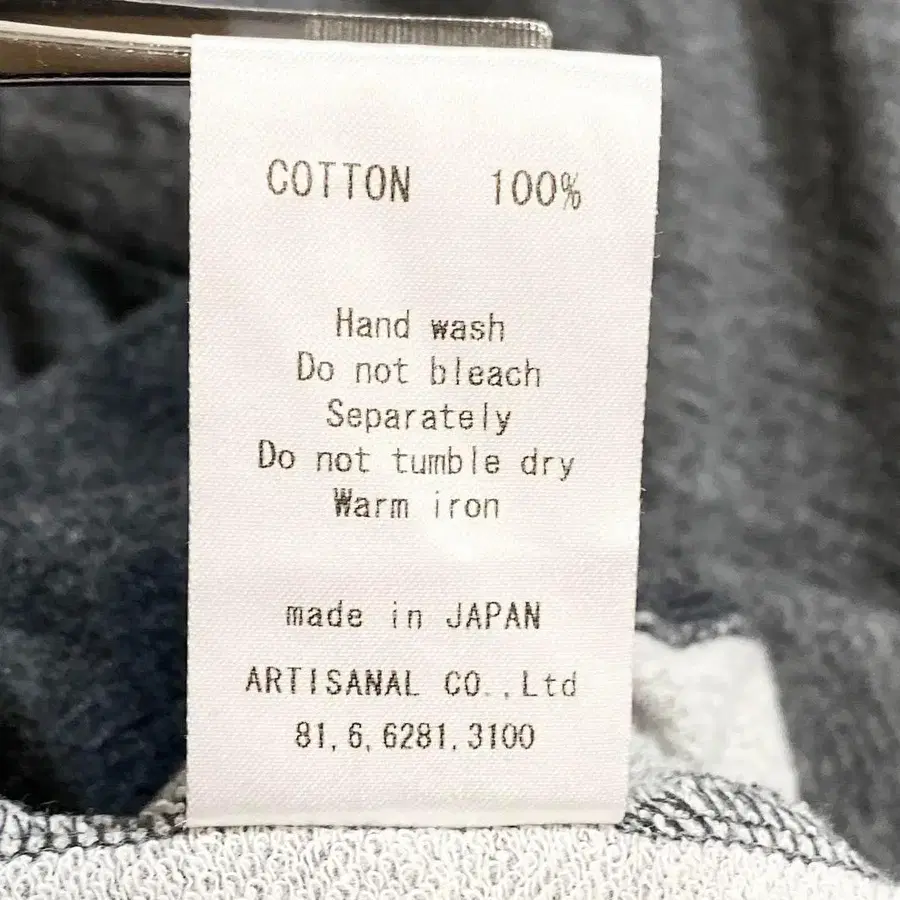 COTTON 100%
Hand wash
Do not bleach
Separately
Do not tumble dry
Warm iron
made in JAPAN
ARTISANAL CO.,Ltd
81,6,6281,3100